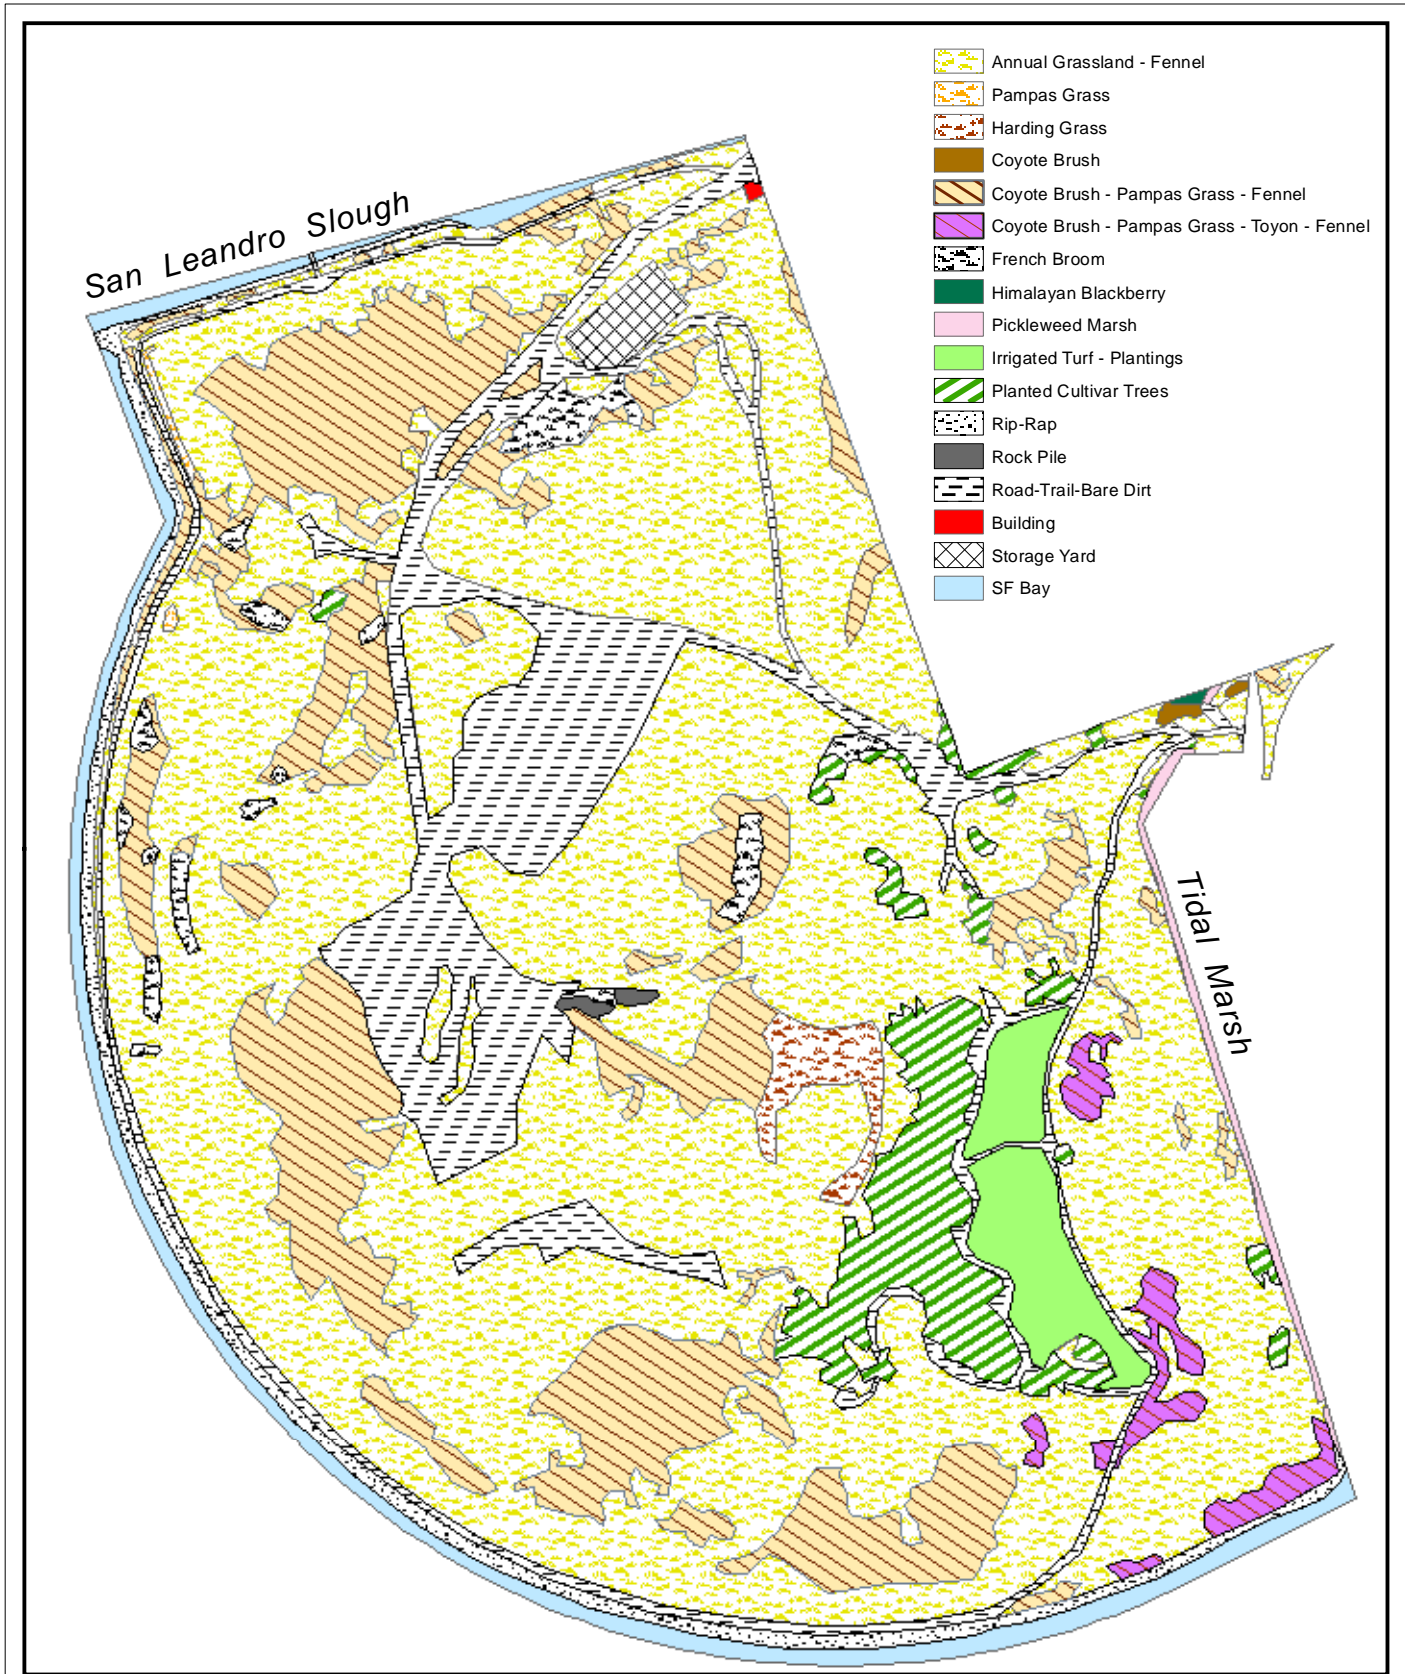 Annual Grassland - Fennel
Pampas Grass
Harding Grass
Coyote Brush
Coyote Brush - Pampas Grass - Fennel
Coyote Brush - Pampas Grass - Toyon - Fennel
French Broom
Himalayan Blackberry
Pickleweed Marsh
Irrigated Turf - Plantings
Planted Cultivar Trees
Rip-Rap
Rock Pile
Road-Trail-Bare Dirt
Building
Storage Yard
SF Bay
San Leandro Slough
Tidal Marsh